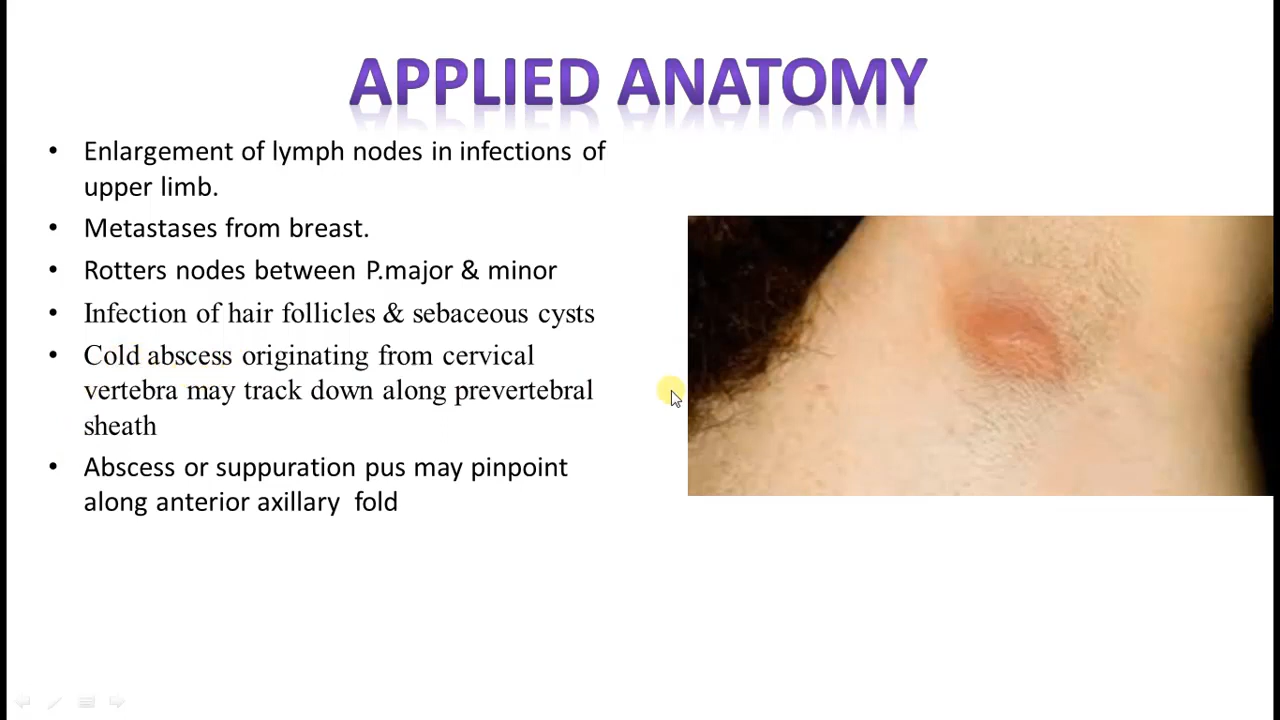 APPLIED ANATOMY
• Enlargement of lymph nodes in infections of
upper limb.
• Metastases from breast.
• Rotters nodes between P.major & minor
• Infection of hair follicles & sebaceous cysts
• Cold abscess originating from cervical
vertebra may track down along prevertebral
sheath
• Abscess or suppuration pus may pinpoint
along anterior axillary fold